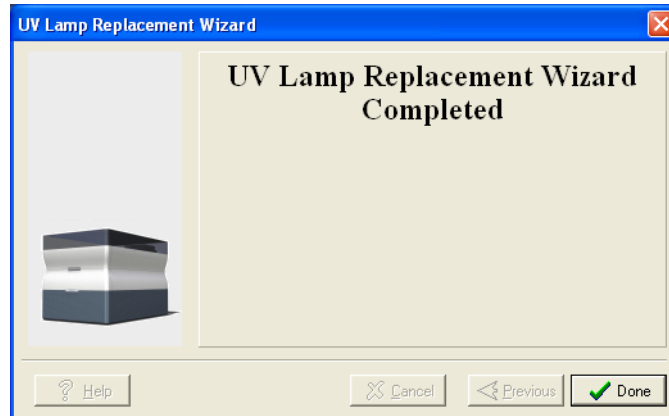 UV Lamp Replacement Wizard
UV Lamp Replacement Wizard
Completed
Help
Cancel
Previous
Done